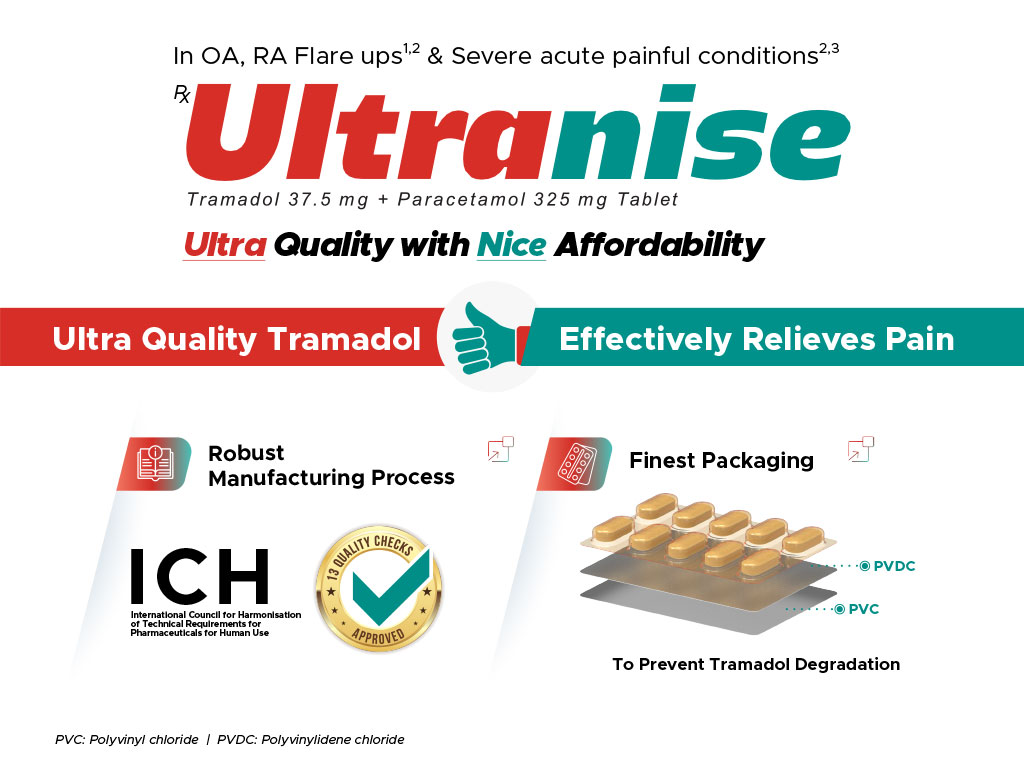 In OA, RA Flare ups1,2 & Severe acute painful conditions2,3
Rx Ultranise
Tramadol 37.5 mg + Paracetamol 325 mg Tablet
Ultra Quality with Nice Affordability
Ultra Quality Tramadol
Effectively Relieves Pain
Robust
Manufacturing Process
ICH
International Council for Harmonisation
of Technical Requirements for
Pharmaceuticals for Human Use
13 QUALITY CHECKS
APPROVED
Finest Packaging
PVDC
PVC
To Prevent Tramadol Degradation
PVC: Polyvinyl chloride | PVDC: Polyvinylidene chloride